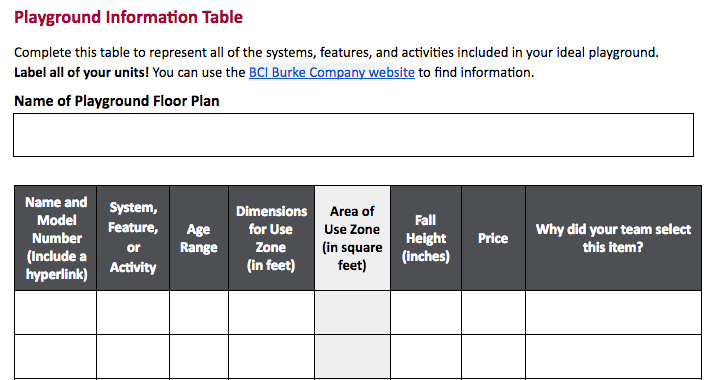 Playground Information Table
Complete this table to represent all of the systems, features, and activities included in your ideal playground.
Label all of your units! You can use the BCI Burke Company website to find information.
Name of Playground Floor Plan
Name and
Model
Number
(Include a
hyperlink)
System,
Feature,
or
Activity
Age
Range
Dimensions
for Use
Zone
(in feet)
Area of
Use Zone
(in square
feet)
Fall
Height
(inches)
Price
Why did your team select
this item?